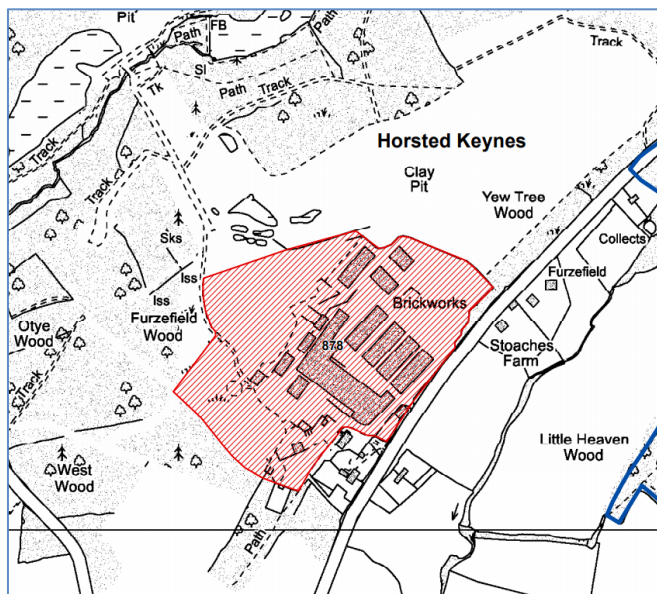 Pit
Path
FB
Path
Sl
Tk
Path
Track
Track
Track
Track
Horsted Keynes
Clay
Pit
Yew Tree
Wood
Sks
Collects
Iss
Furzefield
Brickworks
Iss
Furzefield
Wood
Otye
Wood
878
Stoaches
Farm
Track
Little Heaven
Wood
West
Wood
Path